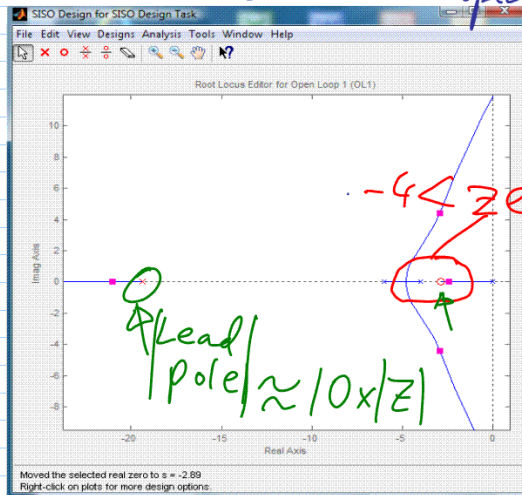 SISO Design for SISO Design Task
File Edit View Designs Analysis Tools Window Help
Root Locus Editor for Open Loop 1 (OL1)
10
8
6
4
2
0
-2
-4
-6
-8
Imag Axis
-20 -15 -10 -5 0
Real Axis
-4 <
Lead
|pole| ≈ 10x|z|
Moved the selected real zero to s = -2.89
Right-click on plots for more design options.